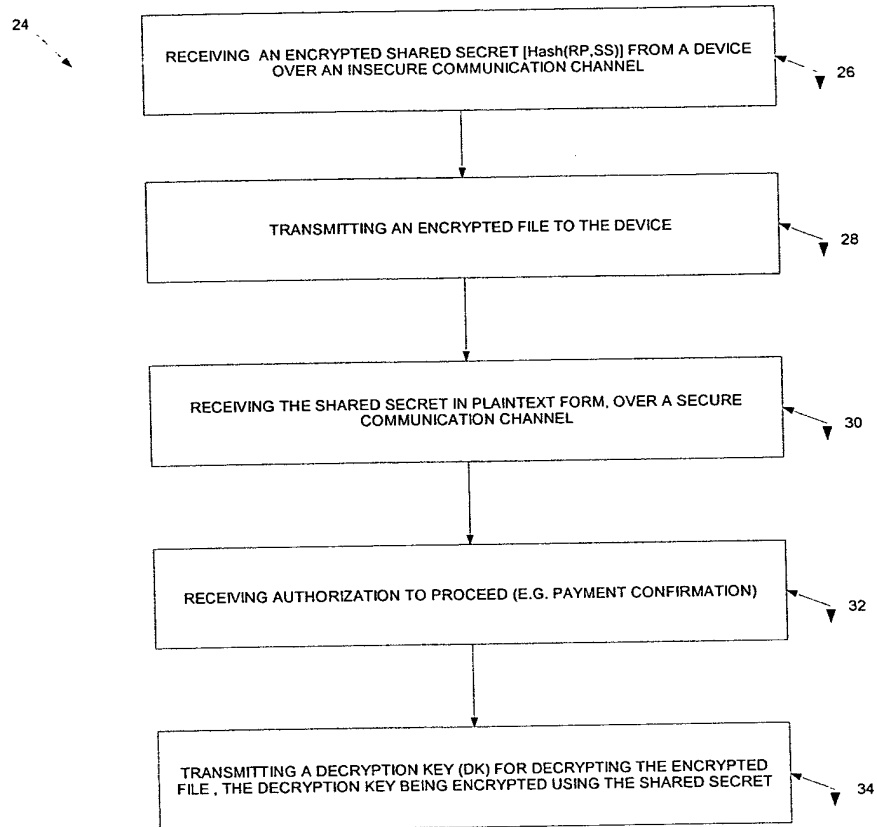 24
RECEIVING AN ENCRYPTED SHARED SECRET [Hash(RP,SS)] FROM A DEVICE
OVER AN INSECURE COMMUNICATION CHANNEL
26
TRANSMITTING AN ENCRYPTED FILE TO THE DEVICE
28
RECEIVING THE SHARED SECRET IN PLAINTEXT FORM, OVER A SECURE
COMMUNICATION CHANNEL
30
RECEIVING AUTHORIZATION TO PROCEED (E.G. PAYMENT CONFIRMATION)
32
TRANSMITTING A DECRYPTION KEY (DK) FOR DECRYPTING THE ENCRYPTED
FILE , THE DECRYPTION KEY BEING ENCRYPTED USING THE SHARED SECRET
34